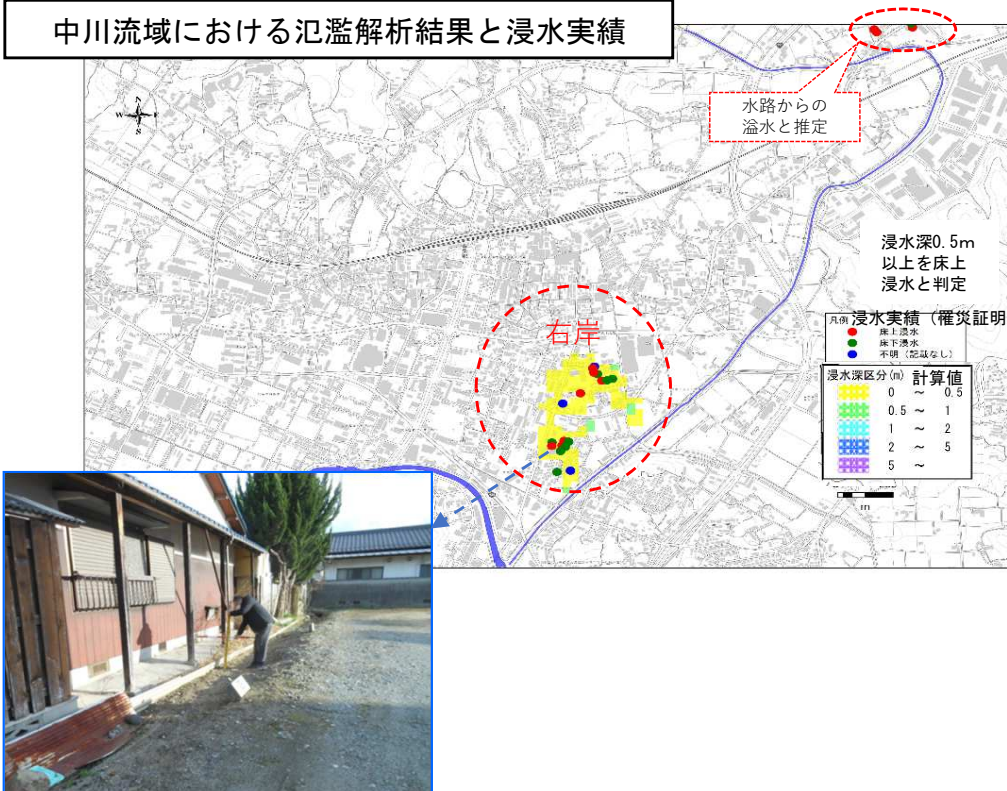 中川流域における氾濫解析結果と浸水実績
N
W E
S
水路からの
溢水と推定
浸水深0.5m
以上を床上
浸水と判定
右岸
凡例 浸水実績（罹災証明
床上浸水
床下浸水
不明（記載なし）
浸水深区分(m) 計算値
0 ～ 0.5
0.5 ～ 1
1 ～ 2
2 ～ 5
5 ～